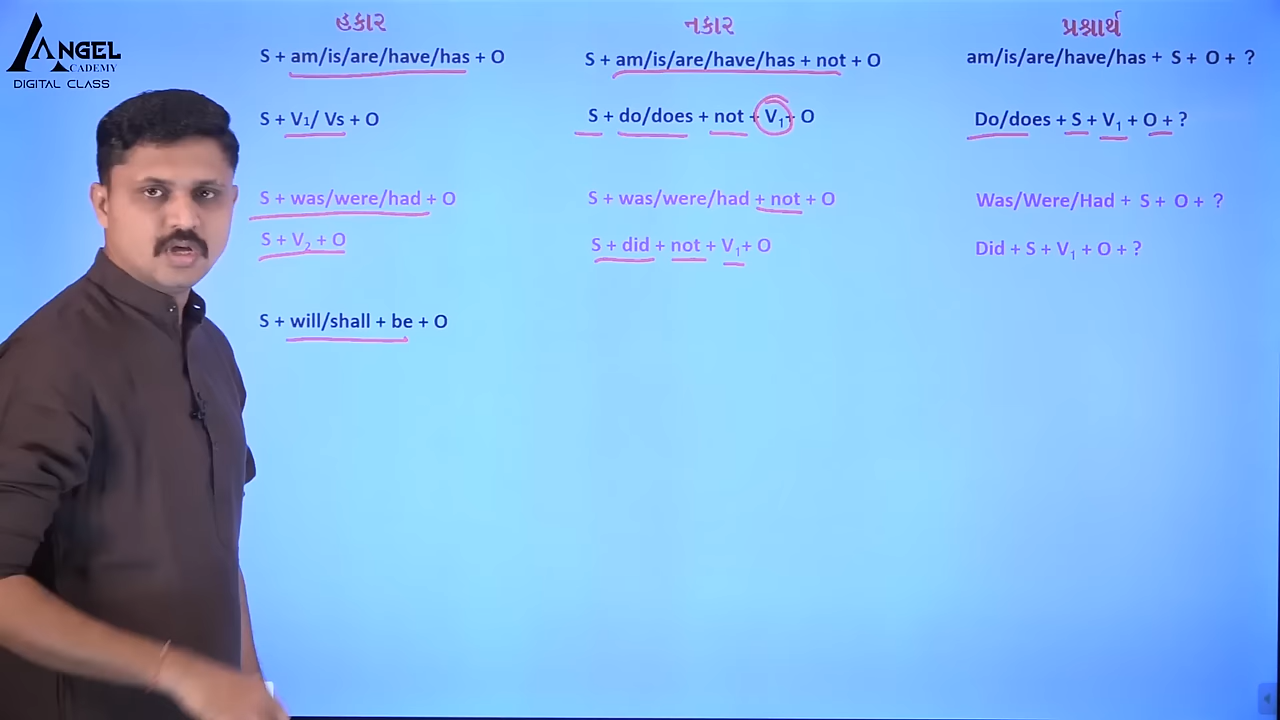 ANGEL
ACADEMY
DIGITAL CLASS
હકાર નકાર પ્રશ્નાર્થ
S + am/is/are/have/has + O S + am/is/are/have/has + not + O am/is/are/have/has + S + O + ?
S + V₁/ Vs + O S + do/does + not + V₁+ O Do/does + S + V₁ + O + ?
S + was/were/had + O S + was/were/had + not + O Was/Were/Had + S + O + ?
S + V₂ + O S + did + not + V₁+ O Did + S + V₁ + O + ?
S + will/shall + be + O